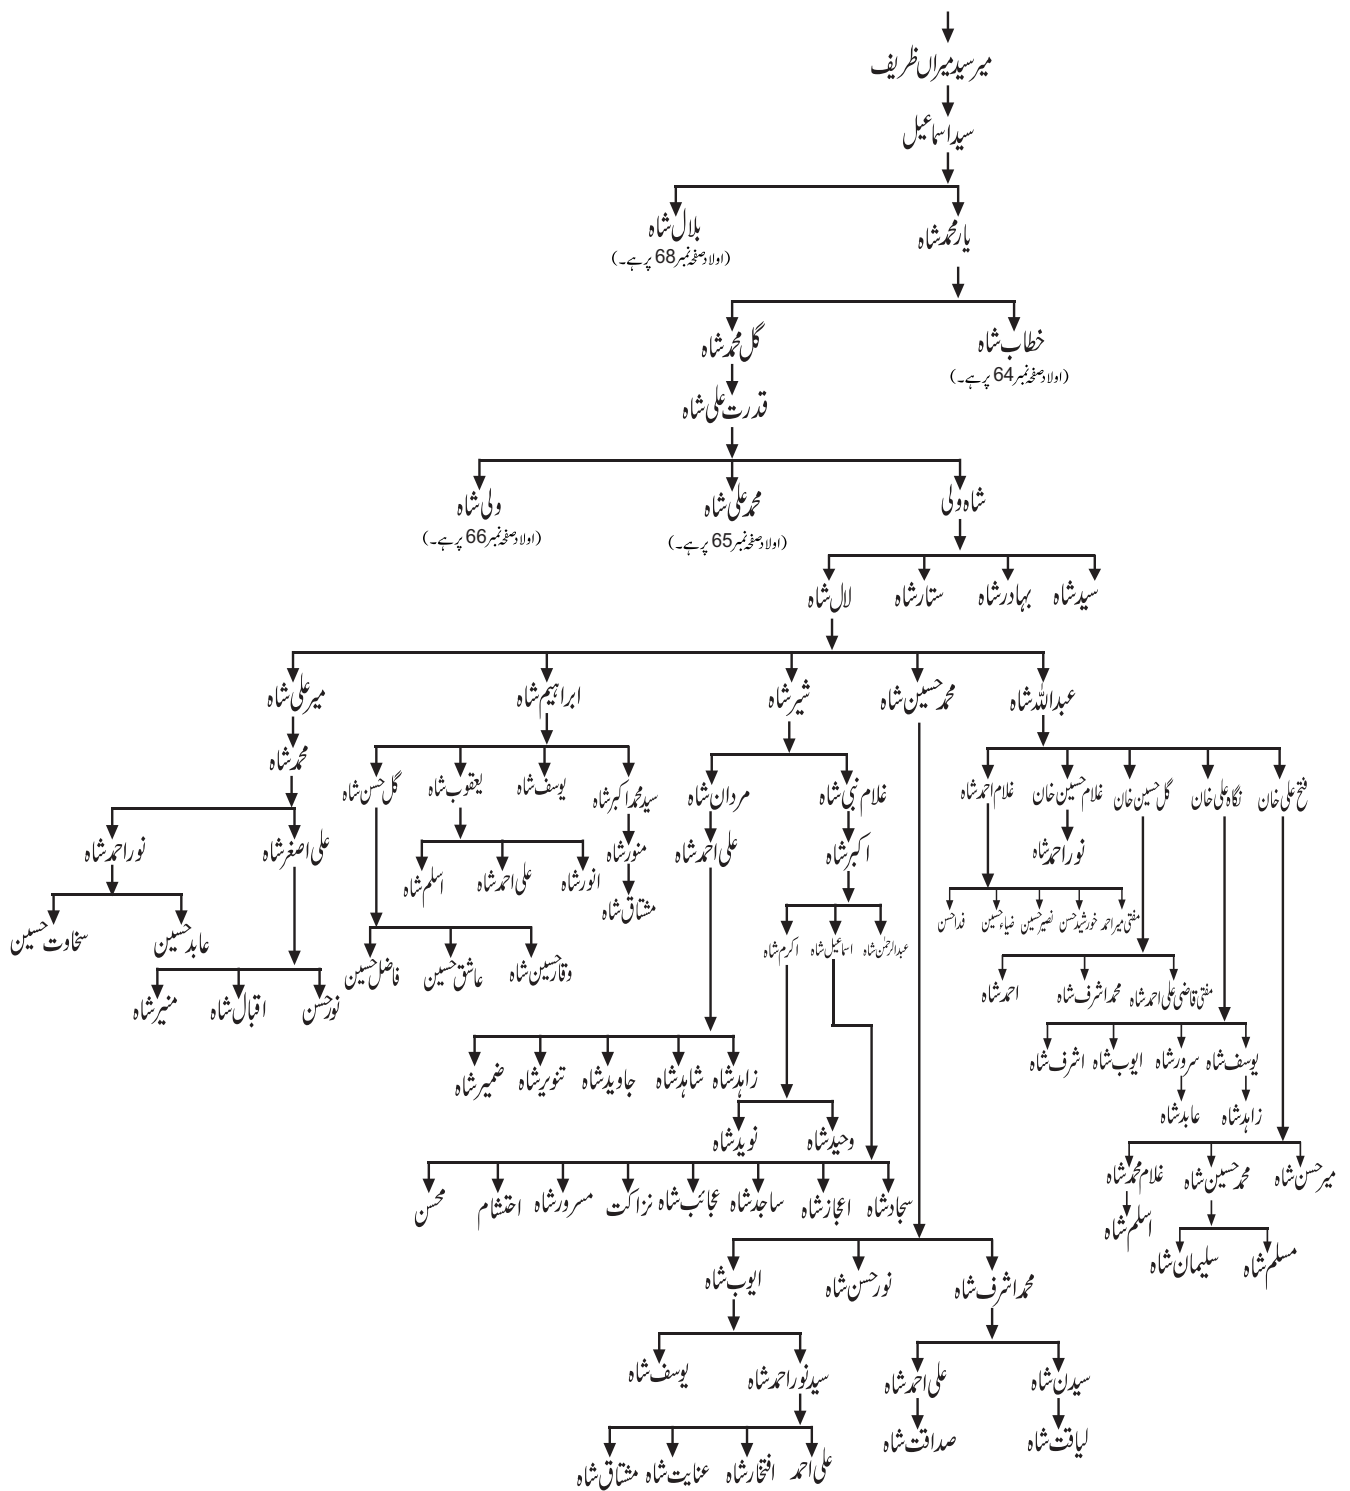 میر سید میراں ظریف
سید اسماعیل
یار محمد شاہ
بلال شاہ
(اولاد صفحہ نمبر 68 پر ہے۔)
خطاب شاہ
(اولاد صفحہ نمبر 64 پر ہے۔)
گل محمد شاہ
قدرت علی شاہ
شاہ ولی
محمد علی شاہ
(اولاد صفحہ نمبر 65 پر ہے۔)
ولی شاہ
(اولاد صفحہ نمبر 66 پر ہے۔)
سید شاہ
بہادر شاہ
ستار شاہ
لال شاہ
عبداللہ شاہ
محمد حسین شاہ
شیر شاہ
ابراہیم شاہ
میر علی شاہ
محمد شاہ
فتح علی خان
نگاہ علی خان
گل حسین خان
غلام حسین خان
غلام احمد شاہ
غلام نبی شاہ
مردان شاہ
سید محمد اکبر شاہ
یوسف شاہ
یعقوب شاہ
گل حسن شاہ
نور احمد شاہ
اکبر شاہ
علی احمد شاہ
منور شاہ
علی اصغر شاہ
نور احمد شاہ
انور شاہ
علی احمد شاہ
اسلم شاہ
مشتاق شاہ
مفتی میر احمد
خورشید حسن
نصیر حسین
ضیاء حسین
فدا حسن
عبدالرحمٰن شاہ
اسماعیل شاہ
اکرم شاہ
عابد حسین
سخاوت حسین
وقار حسین شاہ
عاشق حسین
فاضل حسین
مفتی قاضی علی احمد شاہ
محمد اشرف شاہ
احمد شاہ
نور حسن
اقبال شاہ
منیر شاہ
یوسف شاہ
سرور شاہ
ایوب شاہ
اشرف شاہ
زاہد شاہ
شاہد شاہ
جاوید شاہ
تنویر شاہ
ضمیر شاہ
زاہد شاہ
عابد شاہ
وحید شاہ
نوید شاہ
میر حسن شاہ
محمد حسین شاہ
غلام محمد شاہ
سجاد شاہ
اعجاز شاہ
ساجد شاہ
عجائب شاہ
نزاکت
مسرور شاہ
احتشام
محسن
اسلم شاہ
مسلم شاہ
سلیمان شاہ
محمد اشرف شاہ
نور حسن شاہ
ایوب شاہ
سیدن شاہ
علی احمد شاہ
سید نور احمد شاہ
یوسف شاہ
لیاقت شاہ
صداقت شاہ
علی احمد
افتخار شاہ
عنایت شاہ
مشتاق شاہ